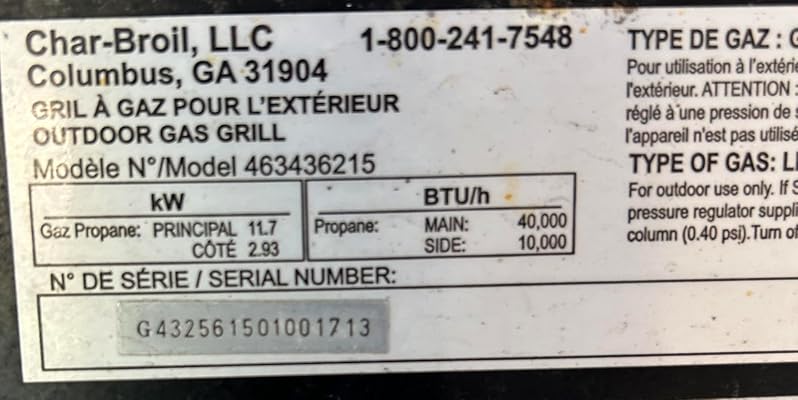 Char-Broil, LLC 1-800-241-7548
Columbus, GA 31904
GRIL À GAZ POUR L'EXTÉRIEUR
OUTDOOR GAS GRILL
Modèle N°/Model 463436215
kW BTU/h
Gaz Propane: PRINCIPAL 11.7 Propane: MAIN: 40,000
CÔTÉ 2.93 SIDE: 10,000
N° DE SÉRIE / SERIAL NUMBER:
G432561501001713
TYPE DE GAZ :
Pour utilisation à l'extérie
l'extérieur. ATTENTION :
réglé à une pression de
l'appareil n'est pas utilisé
TYPE OF GAS:
For outdoor use only. If
pressure regulator suppli
column (0.40 psi).Turn of